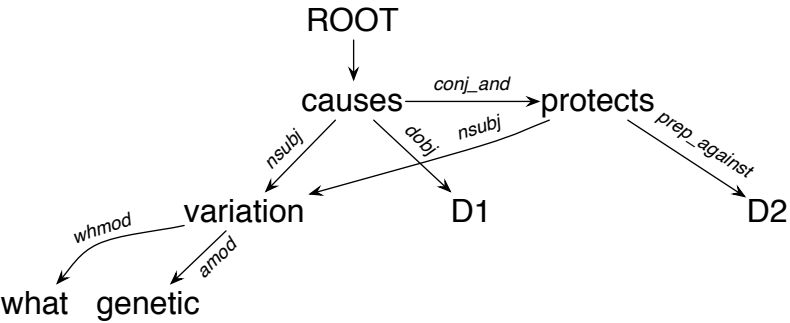 ROOT
conj_and
causes protects
nsubj dobj nsubj prep_against
variation D1 D2
whmod amod
what genetic